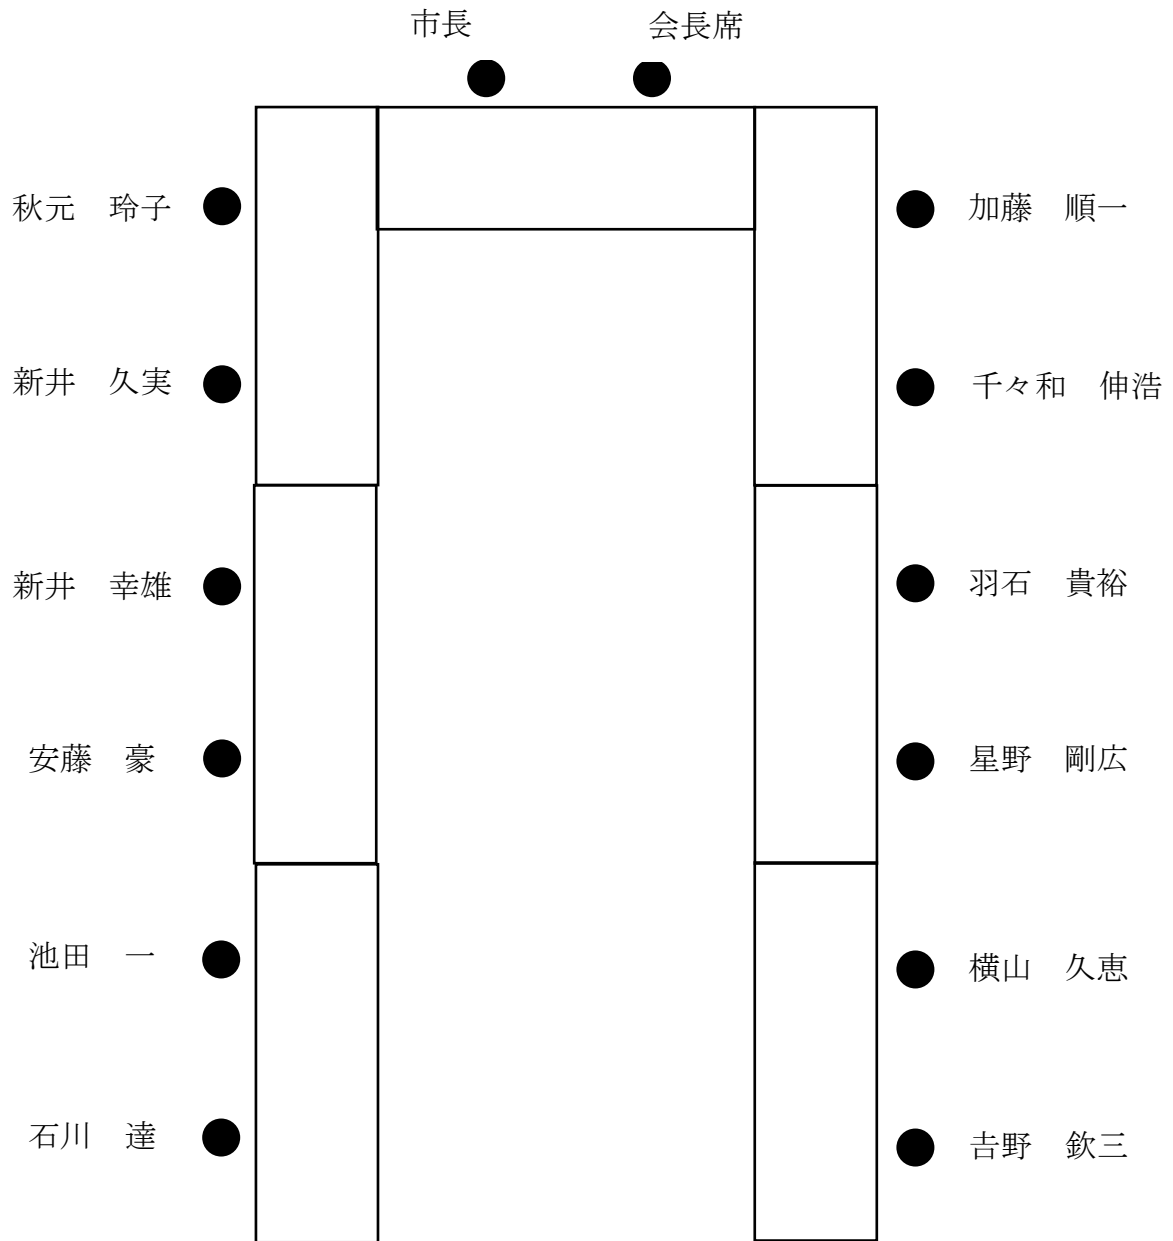 市長　会長席
秋元　玲子
加藤　順一
新井　久実
千々和　伸浩
新井　幸雄
羽石　貴裕
安藤　豪
星野　剛広
池田　一
横山　久恵
石川　達
𠮷野　欽三